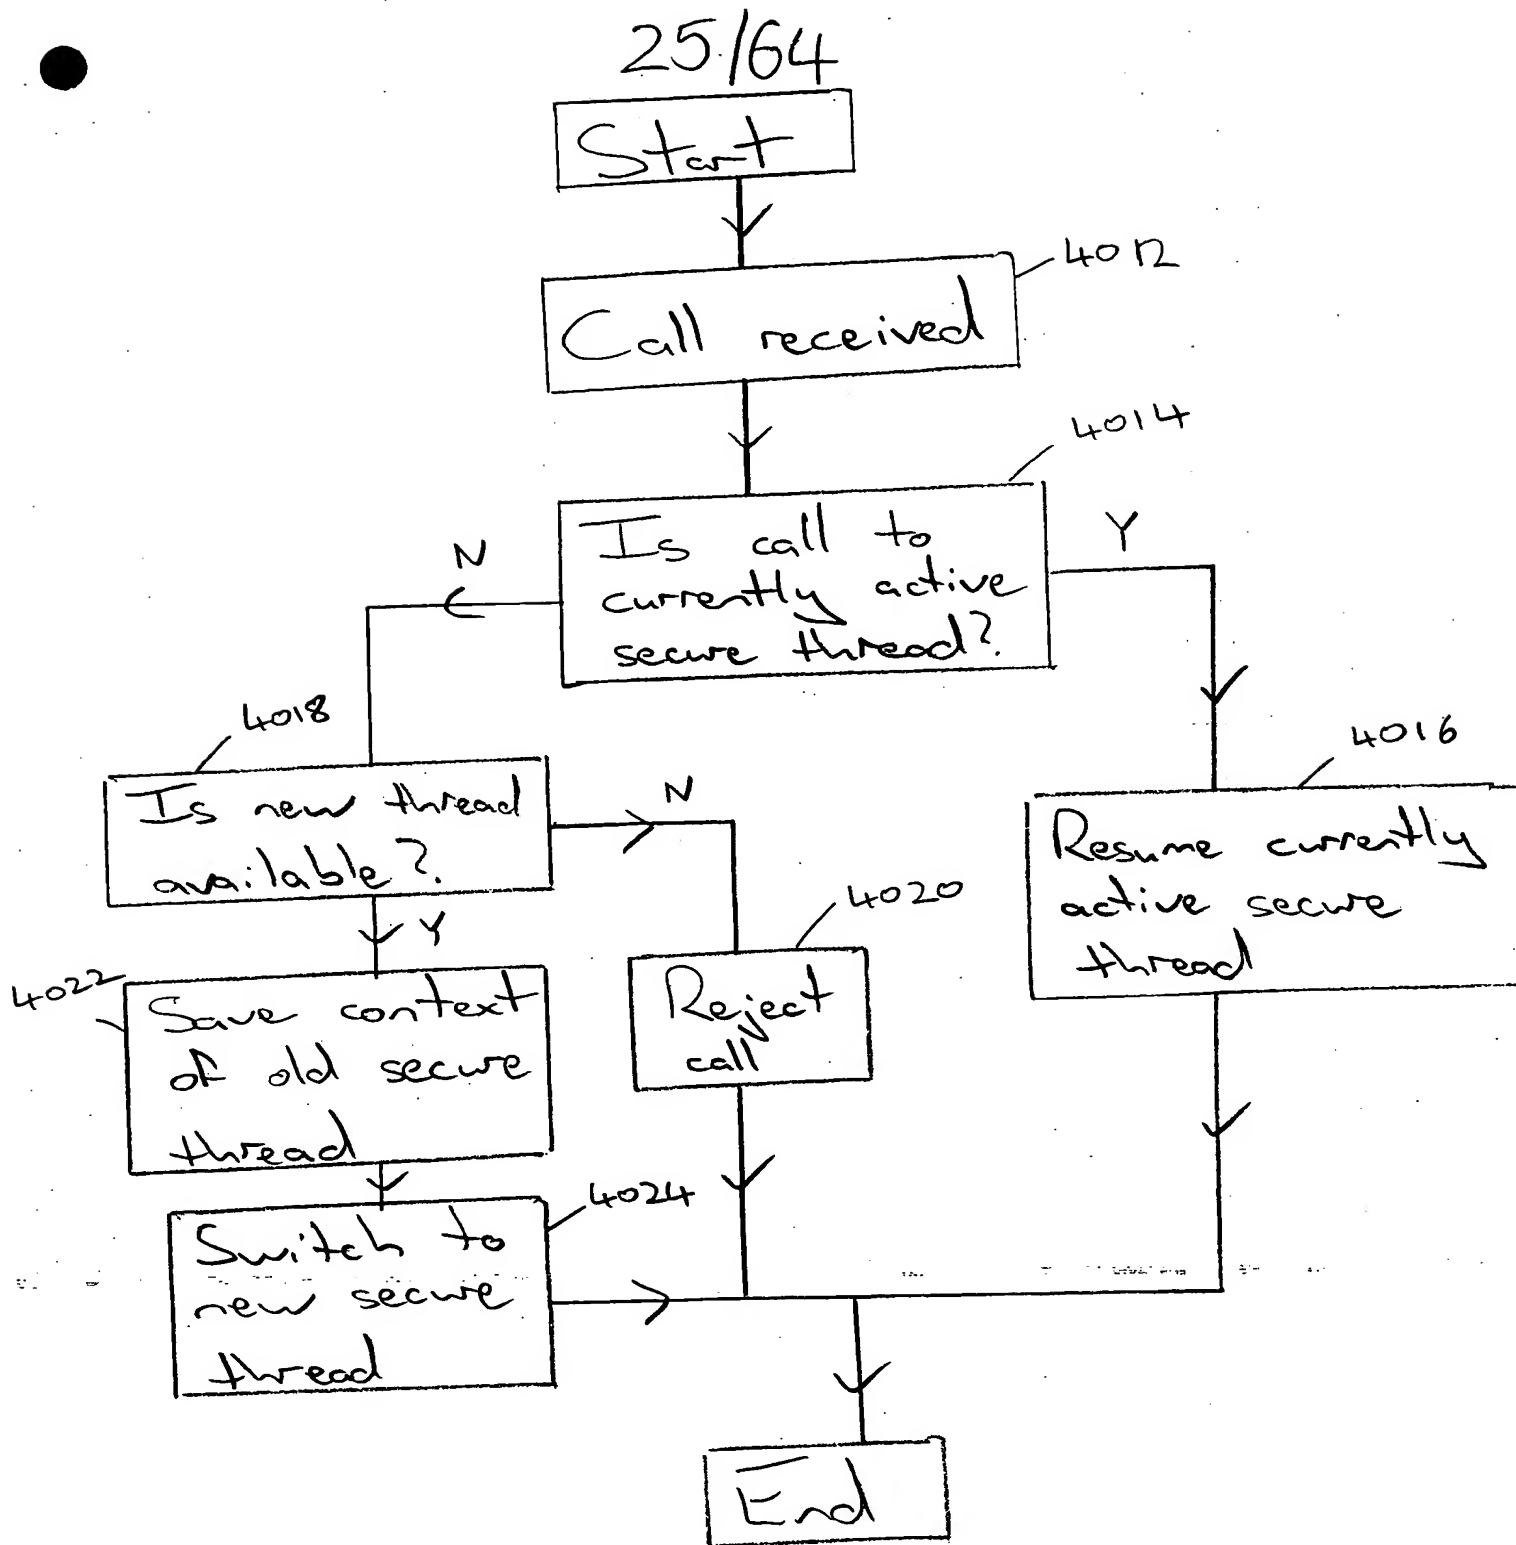 25/64
Start
4012
Call received
4014
Is call to
currently active
secure thread?
N
Y
4018
Is new thread
available?
N
Y
4016
Resume currently
active secure
thread
4020
Reject
call
4022
Save context
of old secure
thread
4024
Switch to
new secure
thread
End